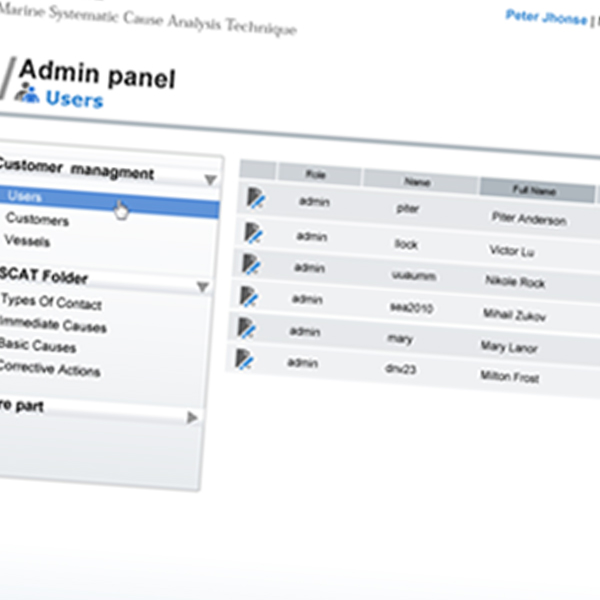 Marine Systematic Cause Analysis Technique
Peter Jhonse |
Admin panel
Users
Customer managment
Users
Customers
Vessels
SCAT Folder
Types Of Contact
Immediate Causes
Basic Causes
Corrective Actions
re part
Role Name Full Name
admin piter Piter Anderson
admin llock Victor Lu
admin uuaumm Nikole Rock
admin sea2010 Mihail Zukov
admin mary Mary Lanor
admin dnv23 Milton Frost